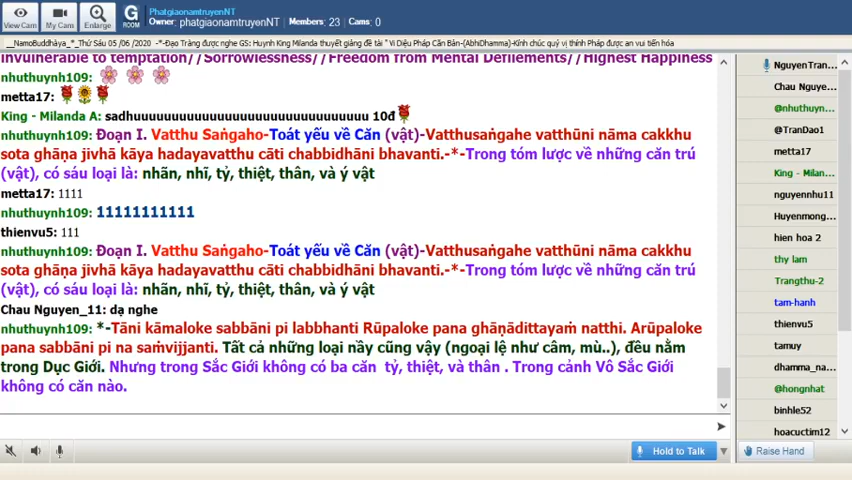 View Cam
My Cam
Enlarge
G
ROOM
PhatgiaonamtruyenNT
Owner: phatgiaonamtruyenNT | Members: 23 | Cams: 0
__NamoBuddhàya_*_Thứ Sáu 05 /06 /2020 -*-Đạo Tràng được nghe GS: Huynh King Milanda thuyết giảng đề tài " Vi Diệu Pháp Căn Bản-(AbhiDhamma)-Kính chúc quý vị thính Pháp được an vui tiến hóa
invulnerable to temptation//Sorrowlessness//Freedom from Mental Defilements//Highest Happiness
nhuthuynh109:
metta17:
King - Milanda A: sadhuuuuuuuuuuuuuuuuuuuuuuuuuuuuuuuuu 10đ
nhuthuynh109: Đoạn I. Vatthu Saṅgaho-Toát yếu về Căn (vật)-Vatthusaṅgahe vatthūni nāma cakkhu
sota ghāṇa jivhā kāya hadayavatthu cāti chabbidhāni bhavanti.-*-Trong tóm lược về những căn trú
(vật), có sáu loại là: nhãn, nhĩ, tỷ, thiệt, thân, và ý vật
metta17: 1111
nhuthuynh109: 11111111111
thienvu5: 111
nhuthuynh109: Đoạn I. Vatthu Saṅgaho-Toát yếu về Căn (vật)-Vatthusaṅgahe vatthūni nāma cakkhu
sota ghāṇa jivhā kāya hadayavatthu cāti chabbidhāni bhavanti.-*-Trong tóm lược về những căn trú
(vật), có sáu loại là: nhãn, nhĩ, tỷ, thiệt, thân, và ý vật
Chau Nguyen_11: dạ nghe
nhuthuynh109: *-Tāni kāmaloke sabbāni pi labbhanti Rūpaloke pana ghāṇādittayaṁ natthi. Arūpaloke
pana sabbāni pi na saṁvijjanti. Tất cả những loại nầy cũng vậy (ngoại lệ như câm, mù..), đều nằm
trong Dục Giới. Nhưng trong Sắc Giới không có ba căn tỷ, thiệt, và thân . Trong cảnh Vô Sắc Giới
không có căn nào.
Hold to Talk
NguyenTran...
Chau Nguye...
@nhuthuyn...
@TranDao1
metta17
King - Milan...
nguyennhu11
Huyenmong...
hien hoa 2
thy lam
Trangthu-2
tam-hanh
thienvu5
tamuy
dhamma_na...
@hongnhat
binhle52
hoacuctim12
Raise Hand